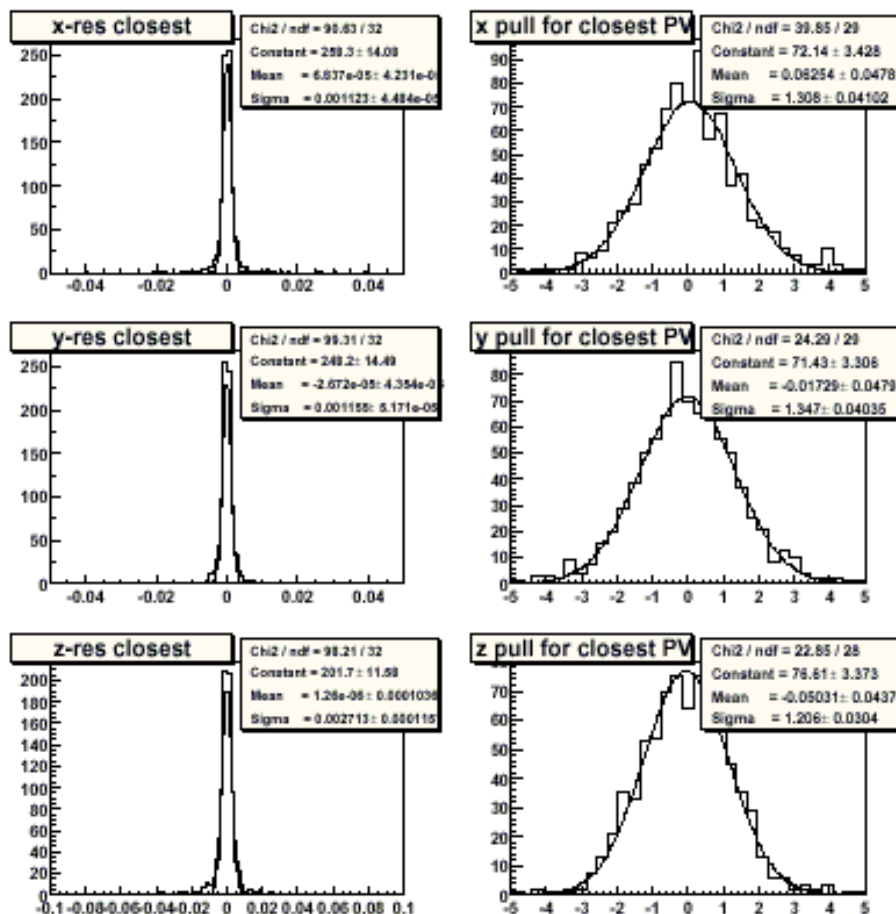 x-res closest
Chi2 / ndf = 90.63 / 32
Constant = 258.3 ± 14.08
Mean = 6.837e-05 ± 4.231e-0
Sigma = 0.001123 ± 4.484e-05
250
200
150
100
50
0
-0.04 -0.02 0 0.02 0.04
x pull for closest PV
Chi2 / ndf = 39.85 / 29
Constant = 72.14 ± 3.428
Mean = 0.06254 ± 0.0478
Sigma = 1.308 ± 0.04102
90
80
70
60
50
40
30
20
10
0
-5 -4 -3 -2 -1 0 1 2 3 4 5
y-res closest
Chi2 / ndf = 99.31 / 32
Constant = 248.2 ± 14.49
Mean = -2.672e-05 ± 4.354e-0
Sigma = 0.001155 ± 5.171e-05
250
200
150
100
50
0
-0.04 -0.02 0 0.02 0.04
y pull for closest PV
Chi2 / ndf = 24.29 / 29
Constant = 71.43 ± 3.306
Mean = -0.01729 ± 0.0479
Sigma = 1.347 ± 0.04035
80
70
60
50
40
30
20
10
0
-5 -4 -3 -2 -1 0 1 2 3 4 5
z-res closest
Chi2 / ndf = 98.21 / 32
Constant = 201.7 ± 11.58
Mean = 1.26e-06 ± 0.0001036
Sigma = 0.002713 ± 0.000116
200
180
160
140
120
100
80
60
40
20
0
-0.1 -0.08 -0.06 -0.04 -0.02 0 0.02 0.04 0.06 0.08 0.1
z pull for closest PV
Chi2 / ndf = 22.85 / 28
Constant = 76.61 ± 3.373
Mean = -0.05031 ± 0.0437
Sigma = 1.206 ± 0.0304
70
60
50
40
30
20
10
0
-5 -4 -3 -2 -1 0 1 2 3 4 5